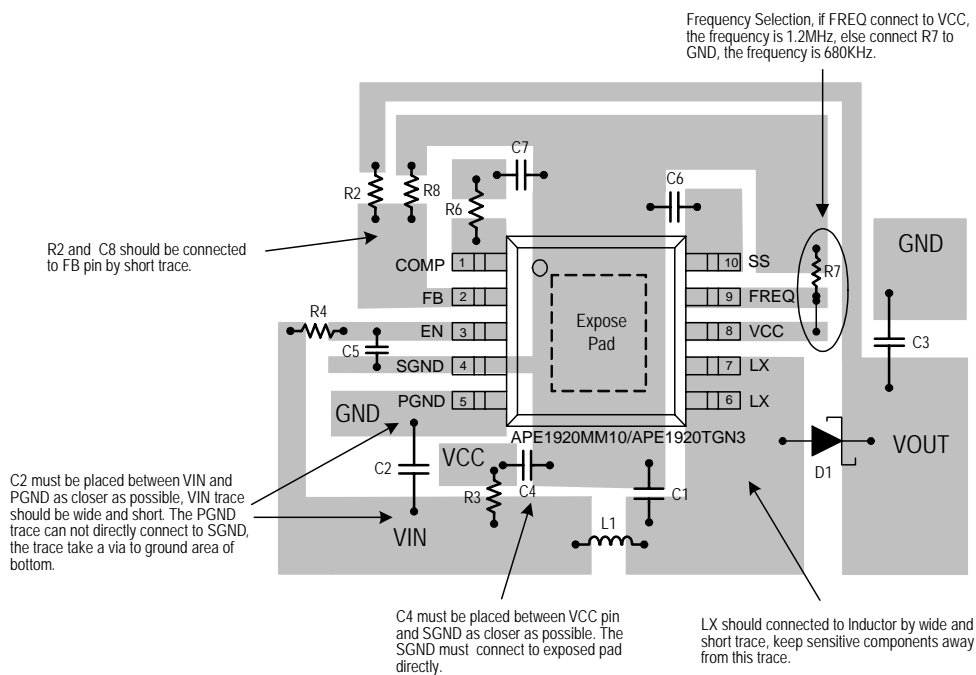 Frequency Selection, if FREQ connect to VCC,
the frequency is 1.2MHz, else connect R7 to
GND, the frequency is 680KHz.
C7
C6
R2
R8
R6
GND
R2 and C8 should be connected
to FB pin by short trace.
COMP 1
10 SS
R7
FB 2
9 FREQ
R4
Expose
Pad
EN 3
8 VCC
C5
C3
SGND 4
7 LX
PGND 5
6 LX
GND
APE1920MM10/APE1920TGN3
VOUT
D1
C2
VCC
C4
R3
C1
C2 must be placed between VIN and
PGND as closer as possible, VIN trace
should be wide and short. The PGND
trace can not directly connect to SGND,
the trace take a via to ground area of
bottom.
VIN
L1
C4 must be placed between VCC pin
and SGND as closer as possible. The
SGND must connect to exposed pad
directly.
LX should connected to Inductor by wide and
short trace, keep sensitive components away
from this trace.